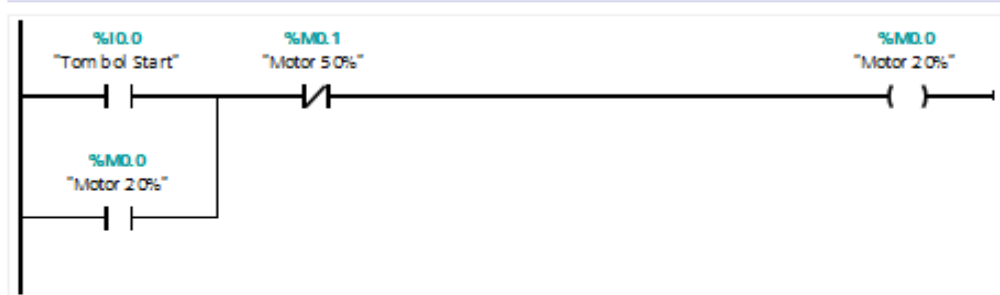 %I0.0
"Tombol Start"
%M0.1
"Motor 50%"
%M0.0
"Motor 20%"
%M0.0
"Motor 20%"